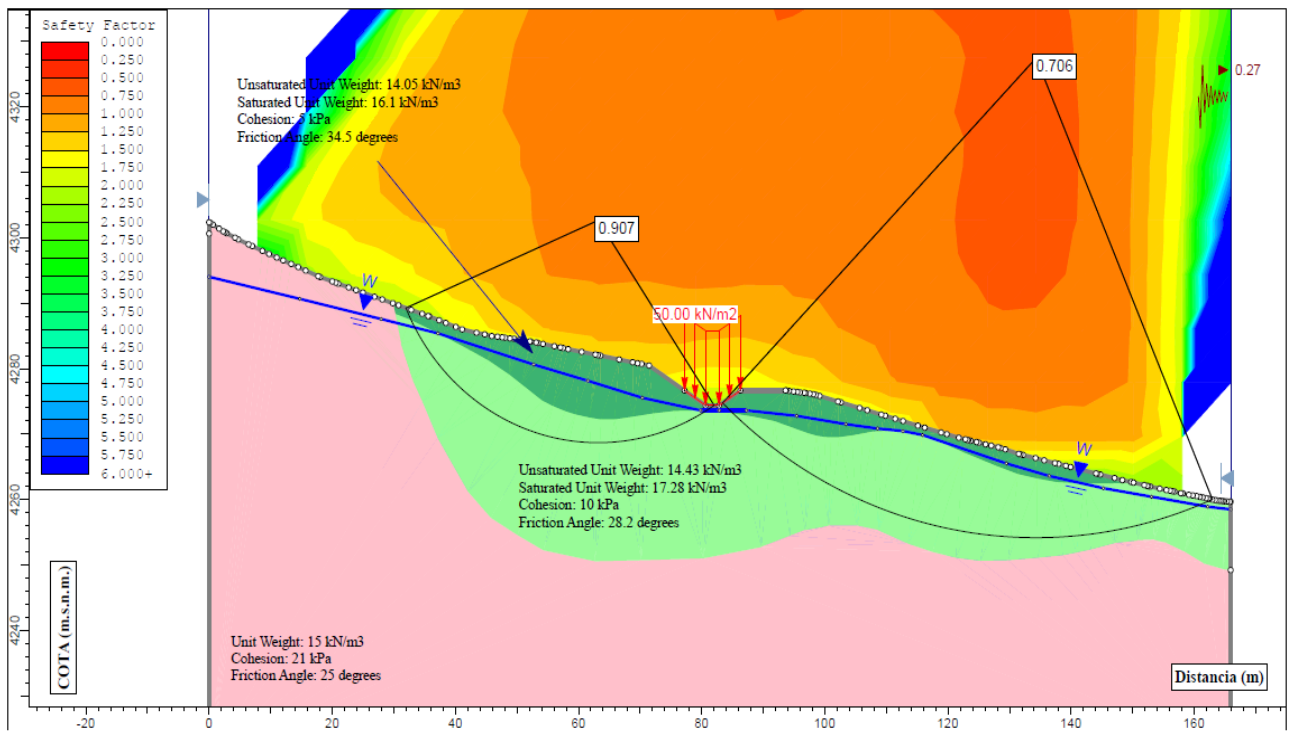 Safety Factor
0.000
0.250
0.500
0.750
1.000
1.250
1.500
1.750
2.000
2.250
2.500
2.750
3.000
3.250
3.500
3.750
4.000
4.250
4.500
4.750
5.000
5.250
5.500
5.750
6.000+
Unsaturated Unit Weight: 14.05 kN/m3
Saturated Unit Weight: 16.1 kN/m3
Cohesion: 5 kPa
Friction Angle: 34.5 degrees
0.706
0.27
0.907
W
50.00 kN/m2
W
Unsaturated Unit Weight: 14.43 kN/m3
Saturated Unit Weight: 17.28 kN/m3
Cohesion: 10 kPa
Friction Angle: 28.2 degrees
Unit Weight: 15 kN/m3
Cohesion: 21 kPa
Friction Angle: 25 degrees
COTA (m.s.n.m.)
Distancia (m)
4320
4300
4280
4260
4240
-20
0
20
40
60
80
100
120
140
160